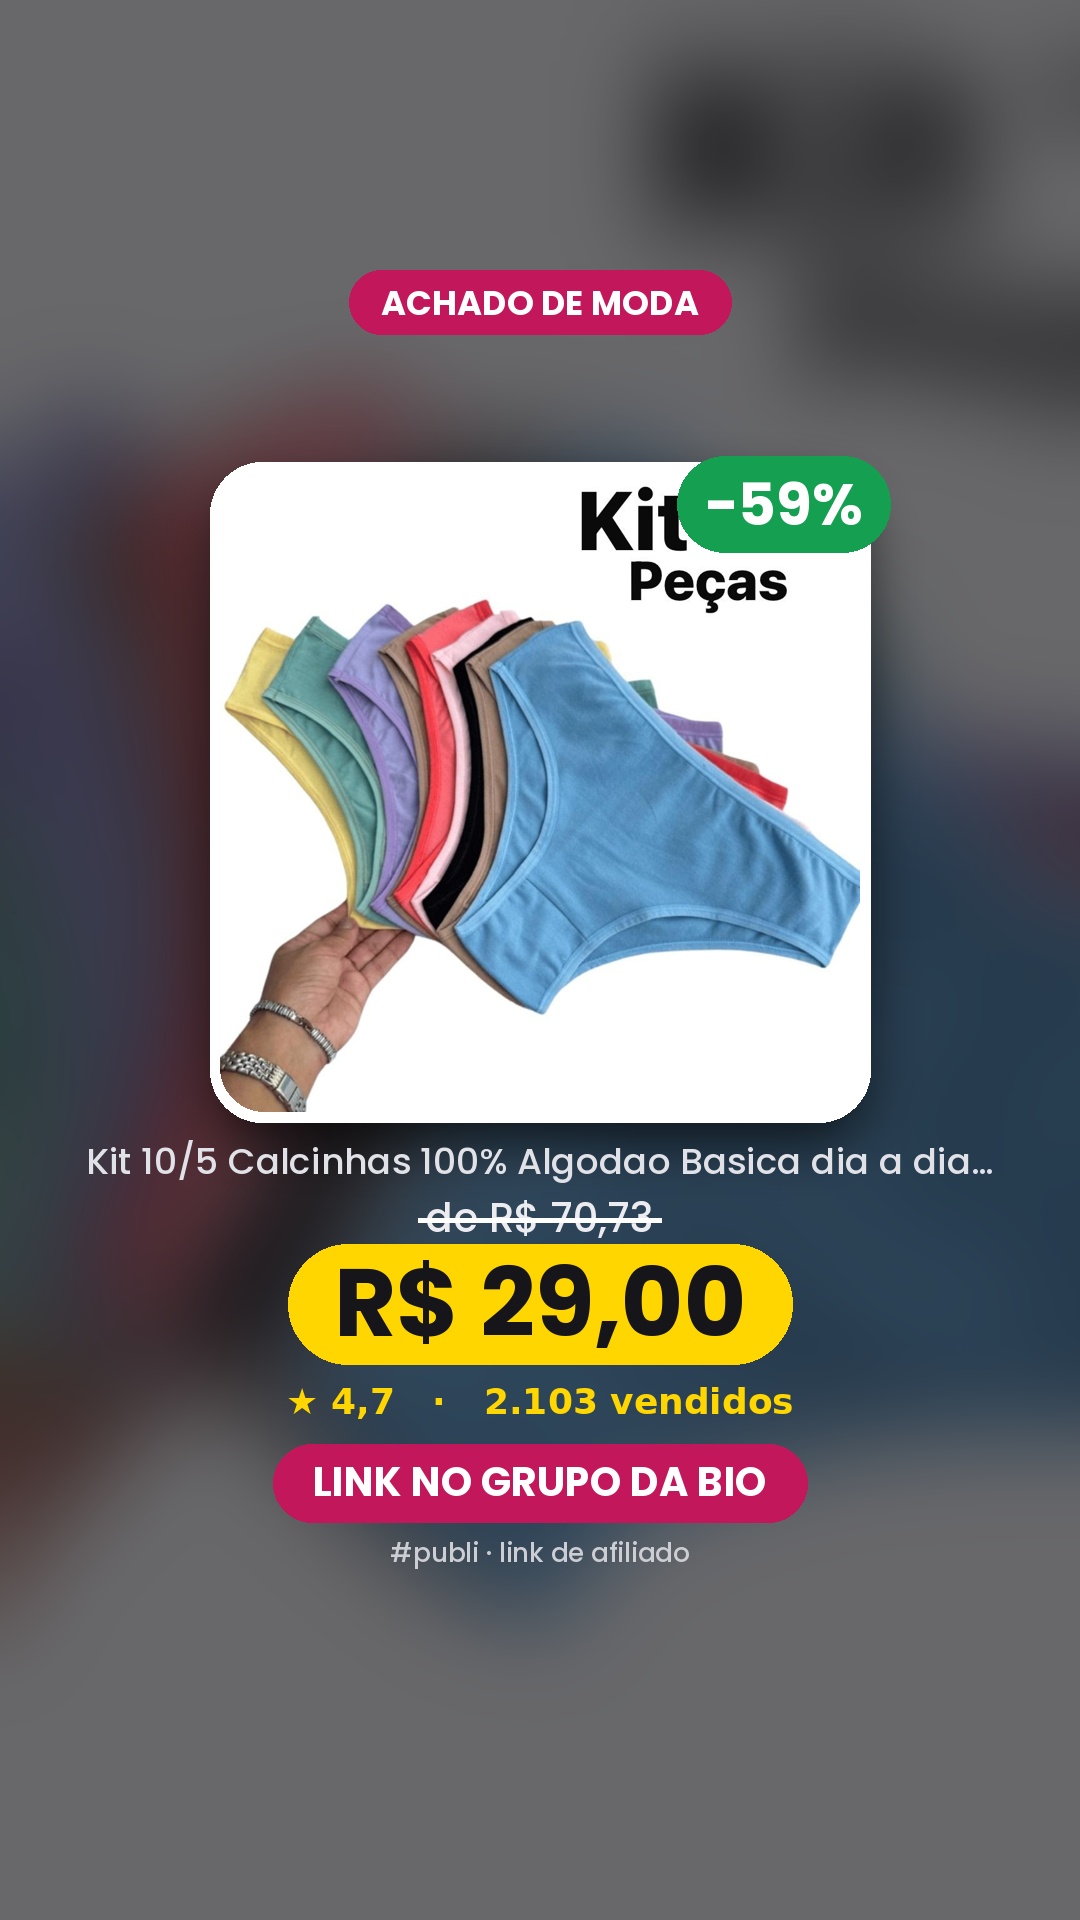 ACHADO DE MODA
-59%
Kit
Peças
Kit 10/5 Calcinhas 100% Algodao Basica dia a dia...
de R$ 70,73
R$ 29,00
★ 4,7 · 2.103 vendidos
LINK NO GRUPO DA BIO
#publi · link de afiliado